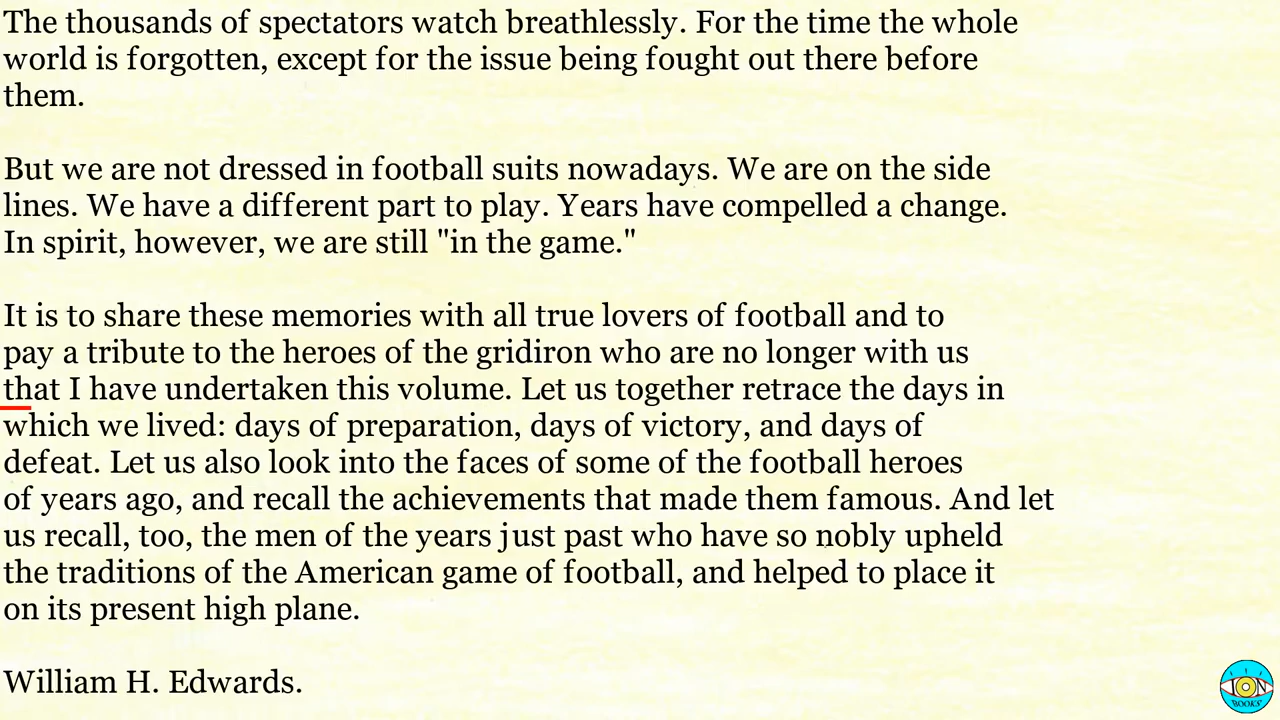 The thousands of spectators watch breathlessly. For the time the whole
world is forgotten, except for the issue being fought out there before
them.
But we are not dressed in football suits nowadays. We are on the side
lines. We have a different part to play. Years have compelled a change.
In spirit, however, we are still "in the game."
It is to share these memories with all true lovers of football and to
pay a tribute to the heroes of the gridiron who are no longer with us
that I have undertaken this volume. Let us together retrace the days in
which we lived: days of preparation, days of victory, and days of
defeat. Let us also look into the faces of some of the football heroes
of years ago, and recall the achievements that made them famous. And let
us recall, too, the men of the years just past who have so nobly upheld
the traditions of the American game of football, and helped to place it
on its present high plane.
William H. Edwards.
ION
BOOKS